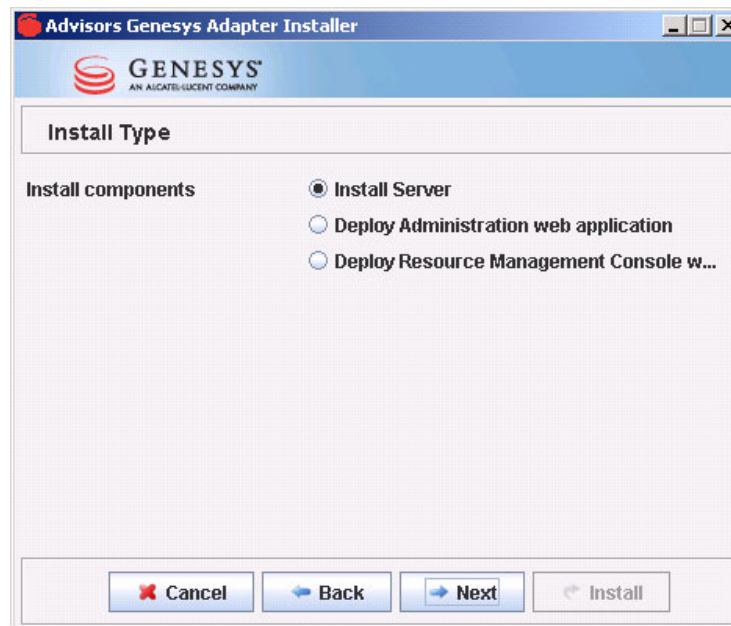 Advisors Genesys Adapter Installer
GENESYS
AN ALCATEL-LUCENT COMPANY
Install Type
Install components
Install Server
Deploy Administration web application
Deploy Resource Management Console w...
Cancel
Back
Next
Install